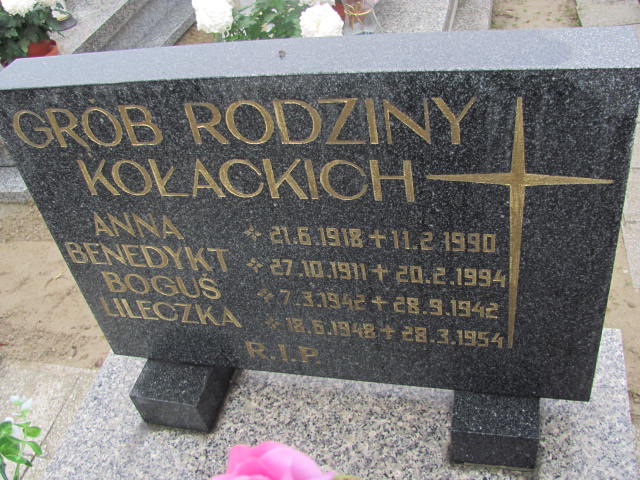 GRÓB RODZINY
KOŁACKICH
ANNA ✧ 21.6.1918 + 11.2.1990
BENEDYKT ✧ 27.10.1911 + 20.2.1994
BOGUŚ ✧ 7.3.1942 + 28.9.1942
LILECZKA ✧ 18.6.1948 + 28.3.1954
R.I.P